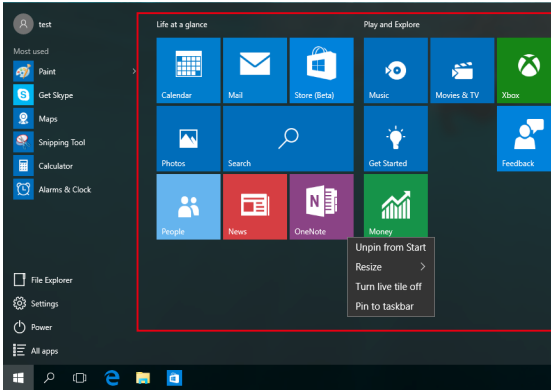 test
Most used
Paint
Get Skype
Maps
Snipping Tool
Calculator
Alarms & Clock
File Explorer
Settings
Power
All apps
Life at a glance
Play and Explore
Calendar
Mail
Store (Beta)
Music
Movies & TV
Xbox
Photos
Search
Get Started
Feedback
People
News
OneNote
Money
Unpin from Start
Resize
Turn live tile off
Pin to taskbar